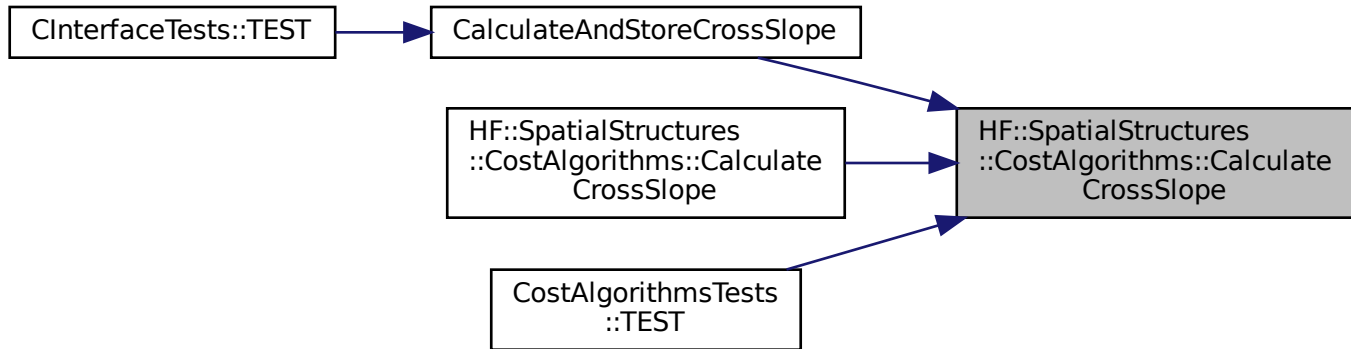 CInterfaceTests::TEST
CalculateAndStoreCrossSlope
HF::SpatialStructures
::CostAlgorithms::Calculate
CrossSlope
HF::SpatialStructures
::CostAlgorithms::Calculate
CrossSlope
CostAlgorithmsTests
::TEST